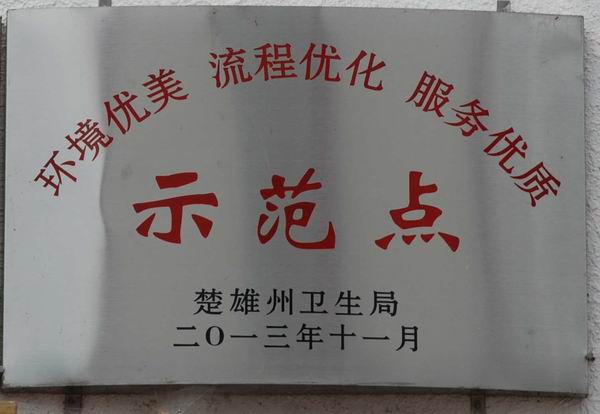 环境优美 流程优化 服务优质
示范点
楚雄州卫生局
二〇一三年十一月